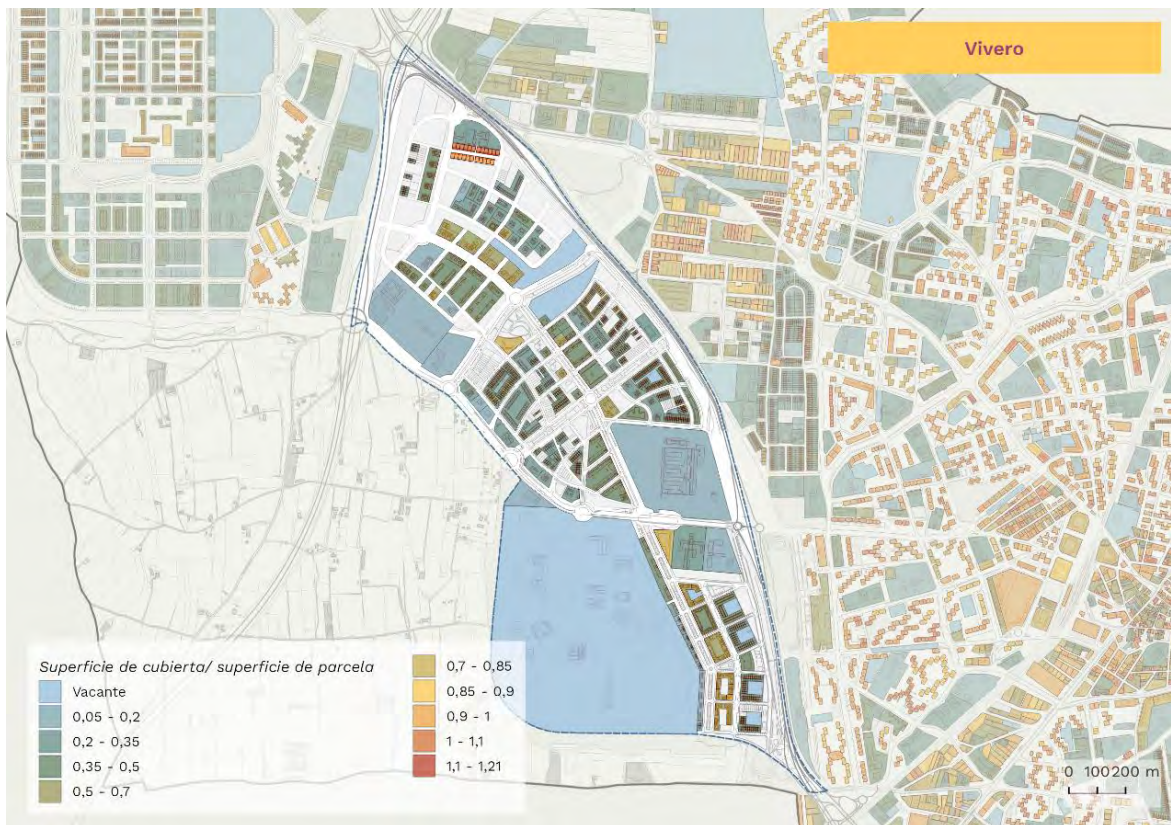 Vivero
Superficie de cubierta/ superficie de parcela
Vacante
0,05 - 0,2
0,2 - 0,35
0,35 - 0,5
0,5 - 0,7
0,7 - 0,85
0,85 - 0,9
0,9 - 1
1 - 1,1
1,1 - 1,21
0 100200 m